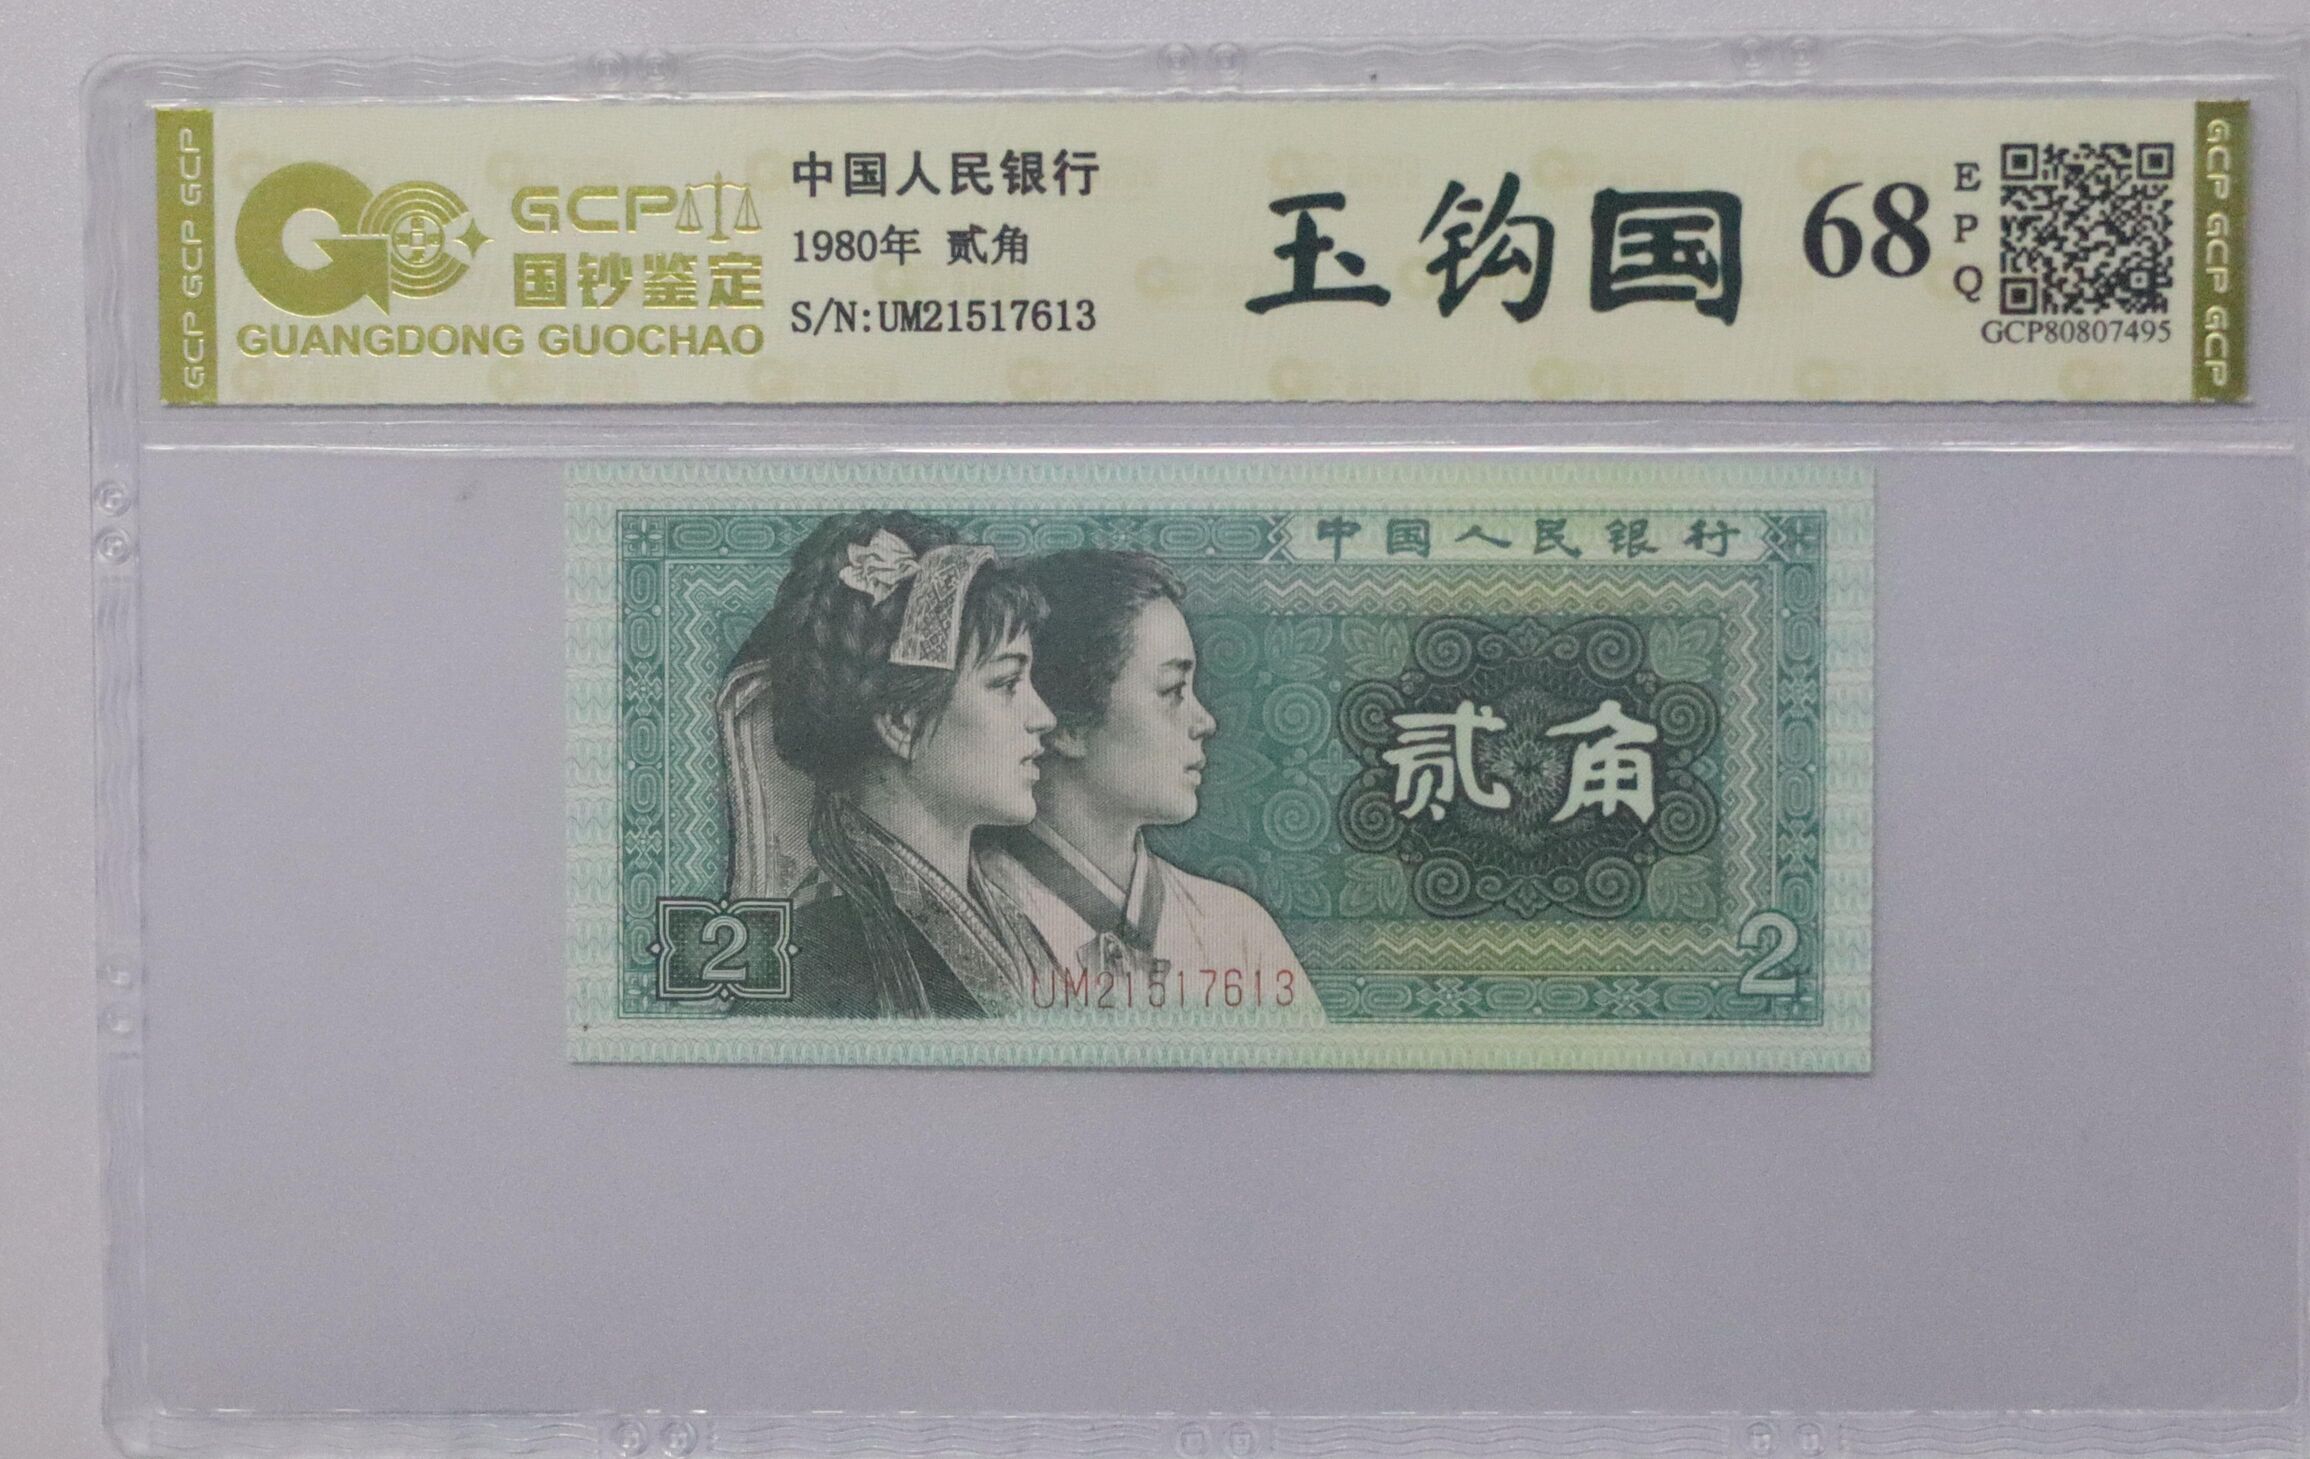 GCP GCP GCP
GCP
国钞鉴定
GUANGDONG GUOCHAO
中国人民银行
1980年 贰角
S/N:UM21517613
玉钩国
68
EPQ
GCP80807495
GCP GCP GCP GCP
中国人民银行
贰角
2
UM21517613
2